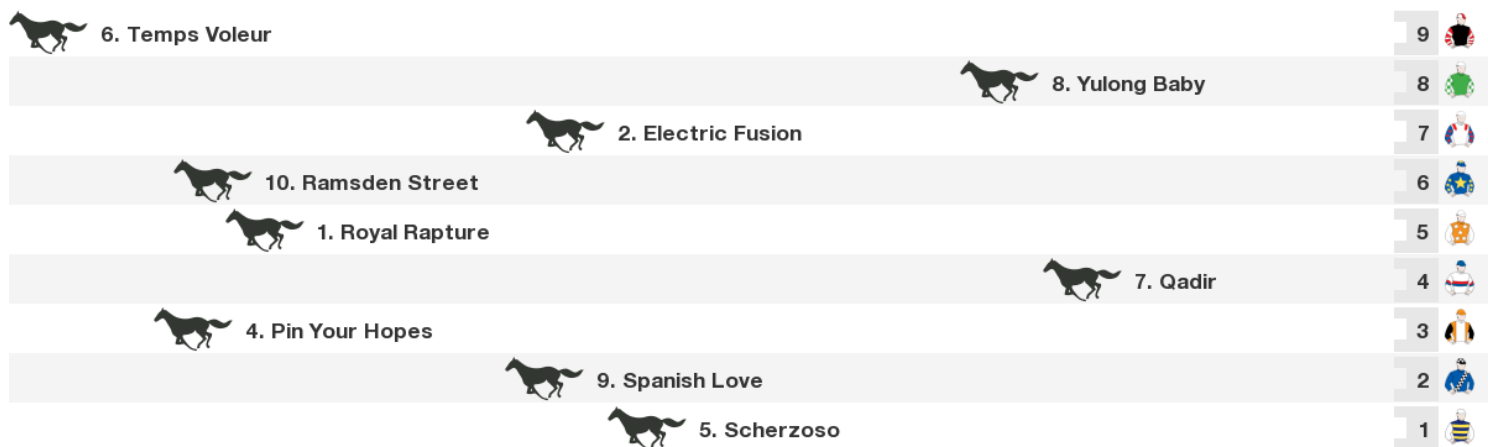 6. Temps Voleur 9
8. Yulong Baby 8
2. Electric Fusion 7
10. Ramsden Street 6
1. Royal Rapture 5
7. Qadir 4
4. Pin Your Hopes 3
9. Spanish Love 2
5. Scherzoso 1